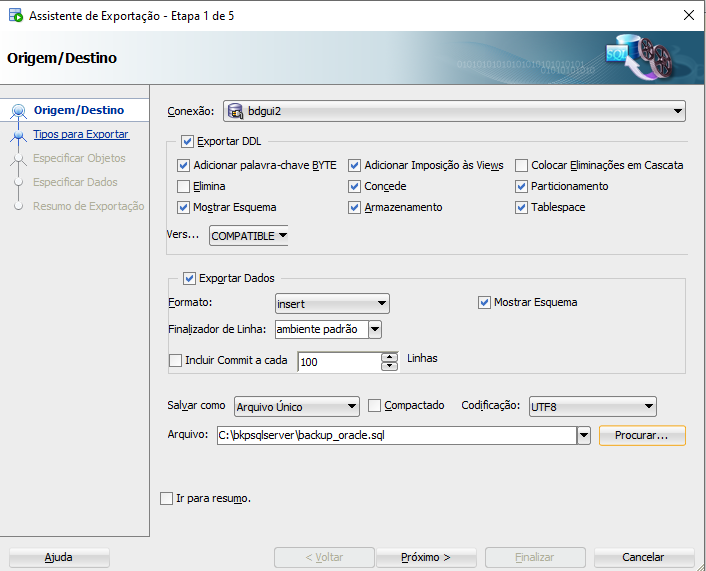 Assistente de Exportação - Etapa 1 de 5
Origem/Destino
SQL
010101010101010101010101
010101010101
Origem/Destino
Tipos para Exportar
Especificar Objetos
Especificar Dados
Resumo de Exportação
Conexão: bdgui2
Exportar DDL
Adicionar palavra-chave BYTE Adicionar Imposição às Views Colocar Eliminações em Cascata
Elimina Concede Particionamento
Mostrar Esquema Armazenamento Tablespace
Vers... COMPATIBLE
Exportar Dados
Formato: insert Mostrar Esquema
Finalizador de Linha: ambiente padrão
Incluir Commit a cada 100 Linhas
Salvar como Arquivo Único Compactado Codificação: UTF8
Arquivo: C:\bkpsqlserver\backup_oracle.sql Procurar...
Ir para resumo.
Ajuda < Voltar Próximo > Finalizar Cancelar